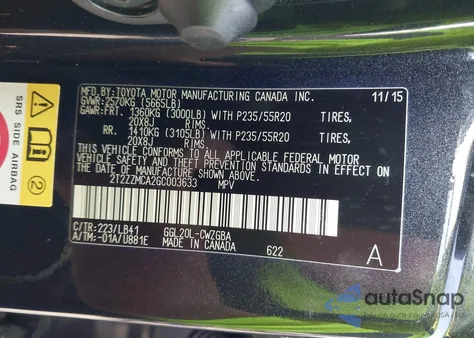 MFD.BY:TOYOTA MOTOR MANUFACTURING CANADA INC. 11/15
GVWR:2570KG (5665LB)
GAWR:FRT. 1360KG (3000LB) WITH P235/55R20 TIRES,
20X8J RIMS.
RR. 1410KG (3105LB) WITH P235/55R20 TIRES,
20X8J RIMS.
THIS VEHICLE CONFORMS TO ALL APPLICABLE FEDERAL MOTOR
VEHICLE SAFETY AND THEFT PREVENTION STANDARDS IN EFFECT
ON THE DATE OF MANUFACTURE SHOWN ABOVE.
2T2ZZMCA2GC003633 MPV
C/TR:223/LB41 GGL20L-CWZGBA
A/TM:-01A/U881E MADE IN CANADA 622
A
SRS SIDE AIRBAG
2
autoSnap